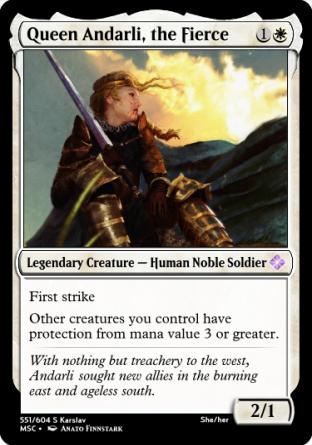 Queen Andarli, the Fierce 1
Legendary Creature — Human Noble Soldier
First strike
Other creatures you control have
protection from mana value 3 or greater.
With nothing but treachery to the west,
Andarli sought new allies in the burning
east and ageless south.
551/604 S Karslav She/her
MSC • Anato Finnstark
2/1